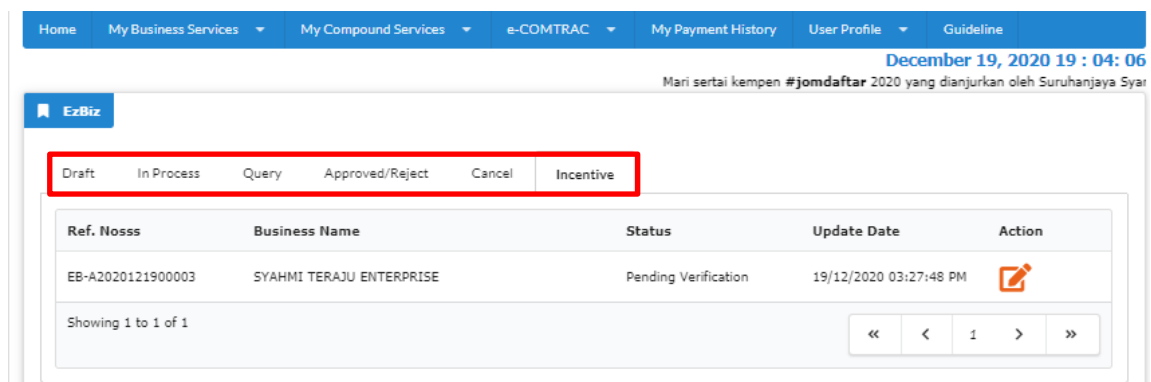 Home My Business Services My Compound Services e-COMTRAC My Payment History User Profile Guideline
December 19, 2020 19 : 04: 06
Mari sertai kempen #jomdaftar 2020 yang dianjurkan oleh Suruhanjaya Syar
EzBiz
Draft In Process Query Approved/Reject Cancel Incentive
Ref. Nosss Business Name Status Update Date Action
EB-A2020121900003 SYAHMI TERAJU ENTERPRISE Pending Verification 19/12/2020 03:27:48 PM
Showing 1 to 1 of 1
« < 1 > »